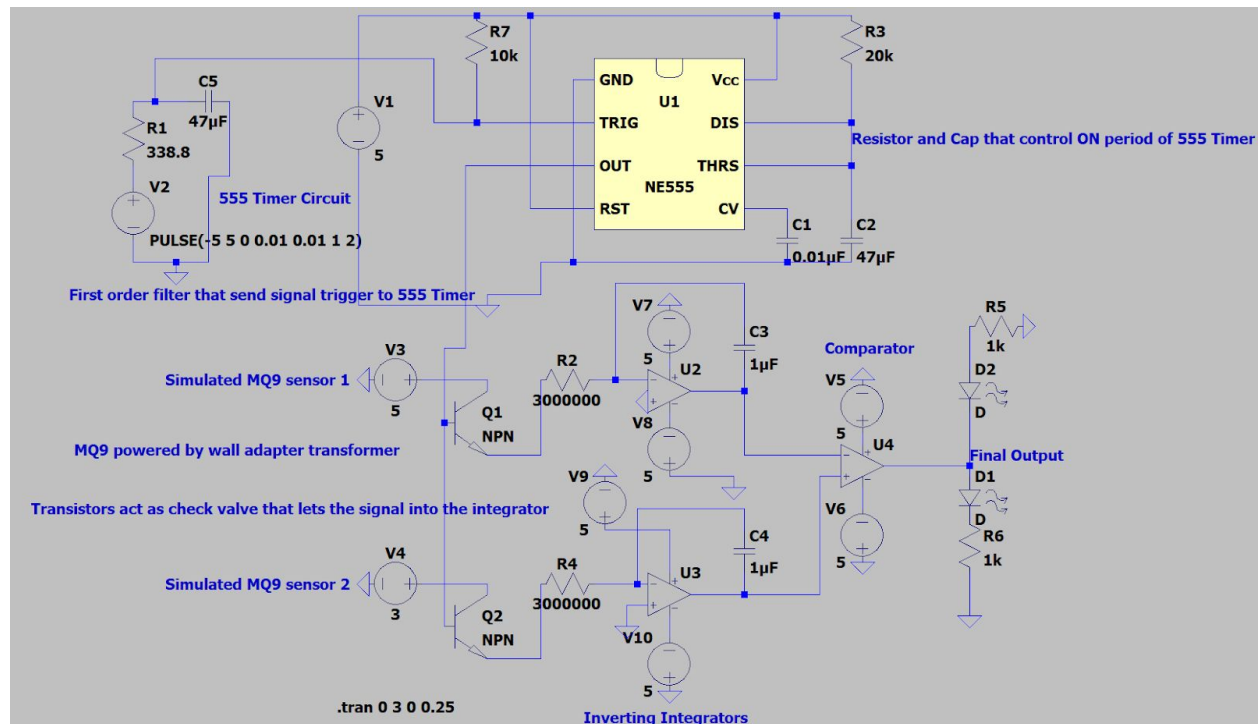 R7
10k
R3
20k
C5
47µF
V1
5
R1
338.8
V2
PULSE(-5 5 0 0.01 0.01 1 2)
555 Timer Circuit
First order filter that send signal trigger to 555 Timer
GND
Vcc
U1
TRIG
DIS
OUT
THRS
NE555
RST
CV
Resistor and Cap that control ON period of 555 Timer
C1
0.01µF
C2
47µF
Simulated MQ9 sensor 1
V3
5
Q1
NPN
R2
3000000
V7
5
U2
V8
5
C3
1µF
MQ9 powered by wall adapter transformer
Comparator
V5
5
U4
V6
5
R5
1k
D2
D
Final Output
D1
D
R6
1k
Transistors act as check valve that lets the signal into the integrator
V9
5
Simulated MQ9 sensor 2
V4
3
Q2
NPN
R4
3000000
U3
V10
5
C4
1µF
.tran 0 3 0 0.25
Inverting Integrators